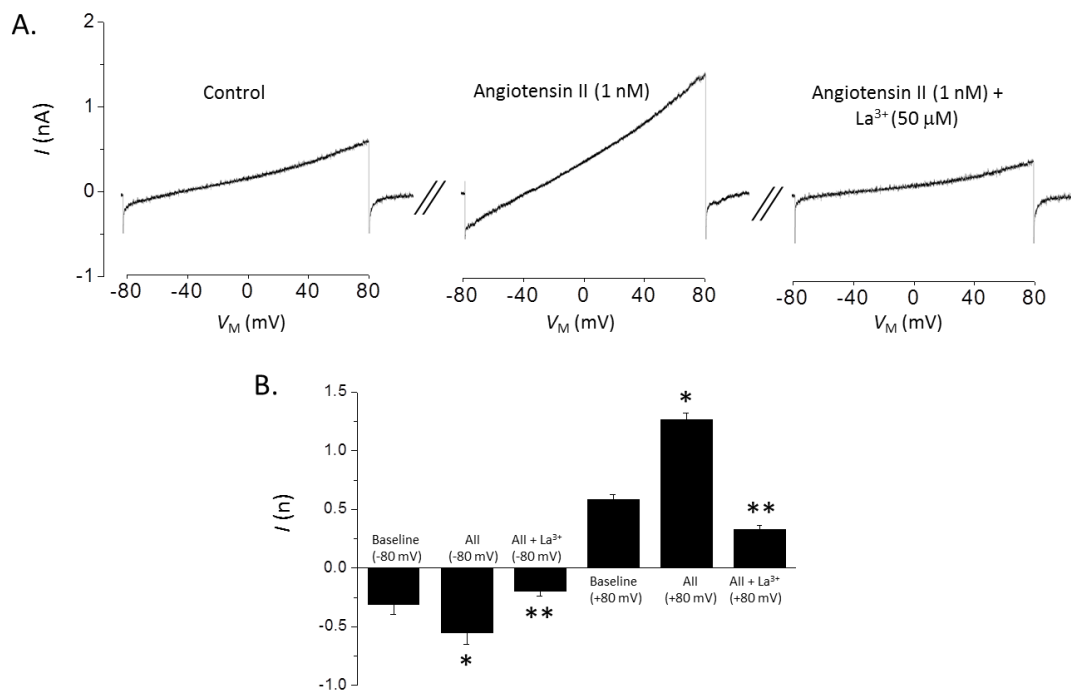 A.
2
1
0
-1
I (nA)
Control
Angiotensin II (1 nM)
Angiotensin II (1 nM) +
La³⁺ (50 μM)
-80 -40 0 40 80
V_M (mV)
-80 -40 0 40 80
V_M (mV)
-80 -40 0 40 80
V_M (mV)
B.
1.5
1.0
0.5
0.0
-0.5
-1.0
I (n)
Baseline
(-80 mV)
AII
(-80 mV)
AII + La³⁺
(-80 mV)
*
**
*
**
Baseline
(+80 mV)
AII
(+80 mV)
AII + La³⁺
(+80 mV)